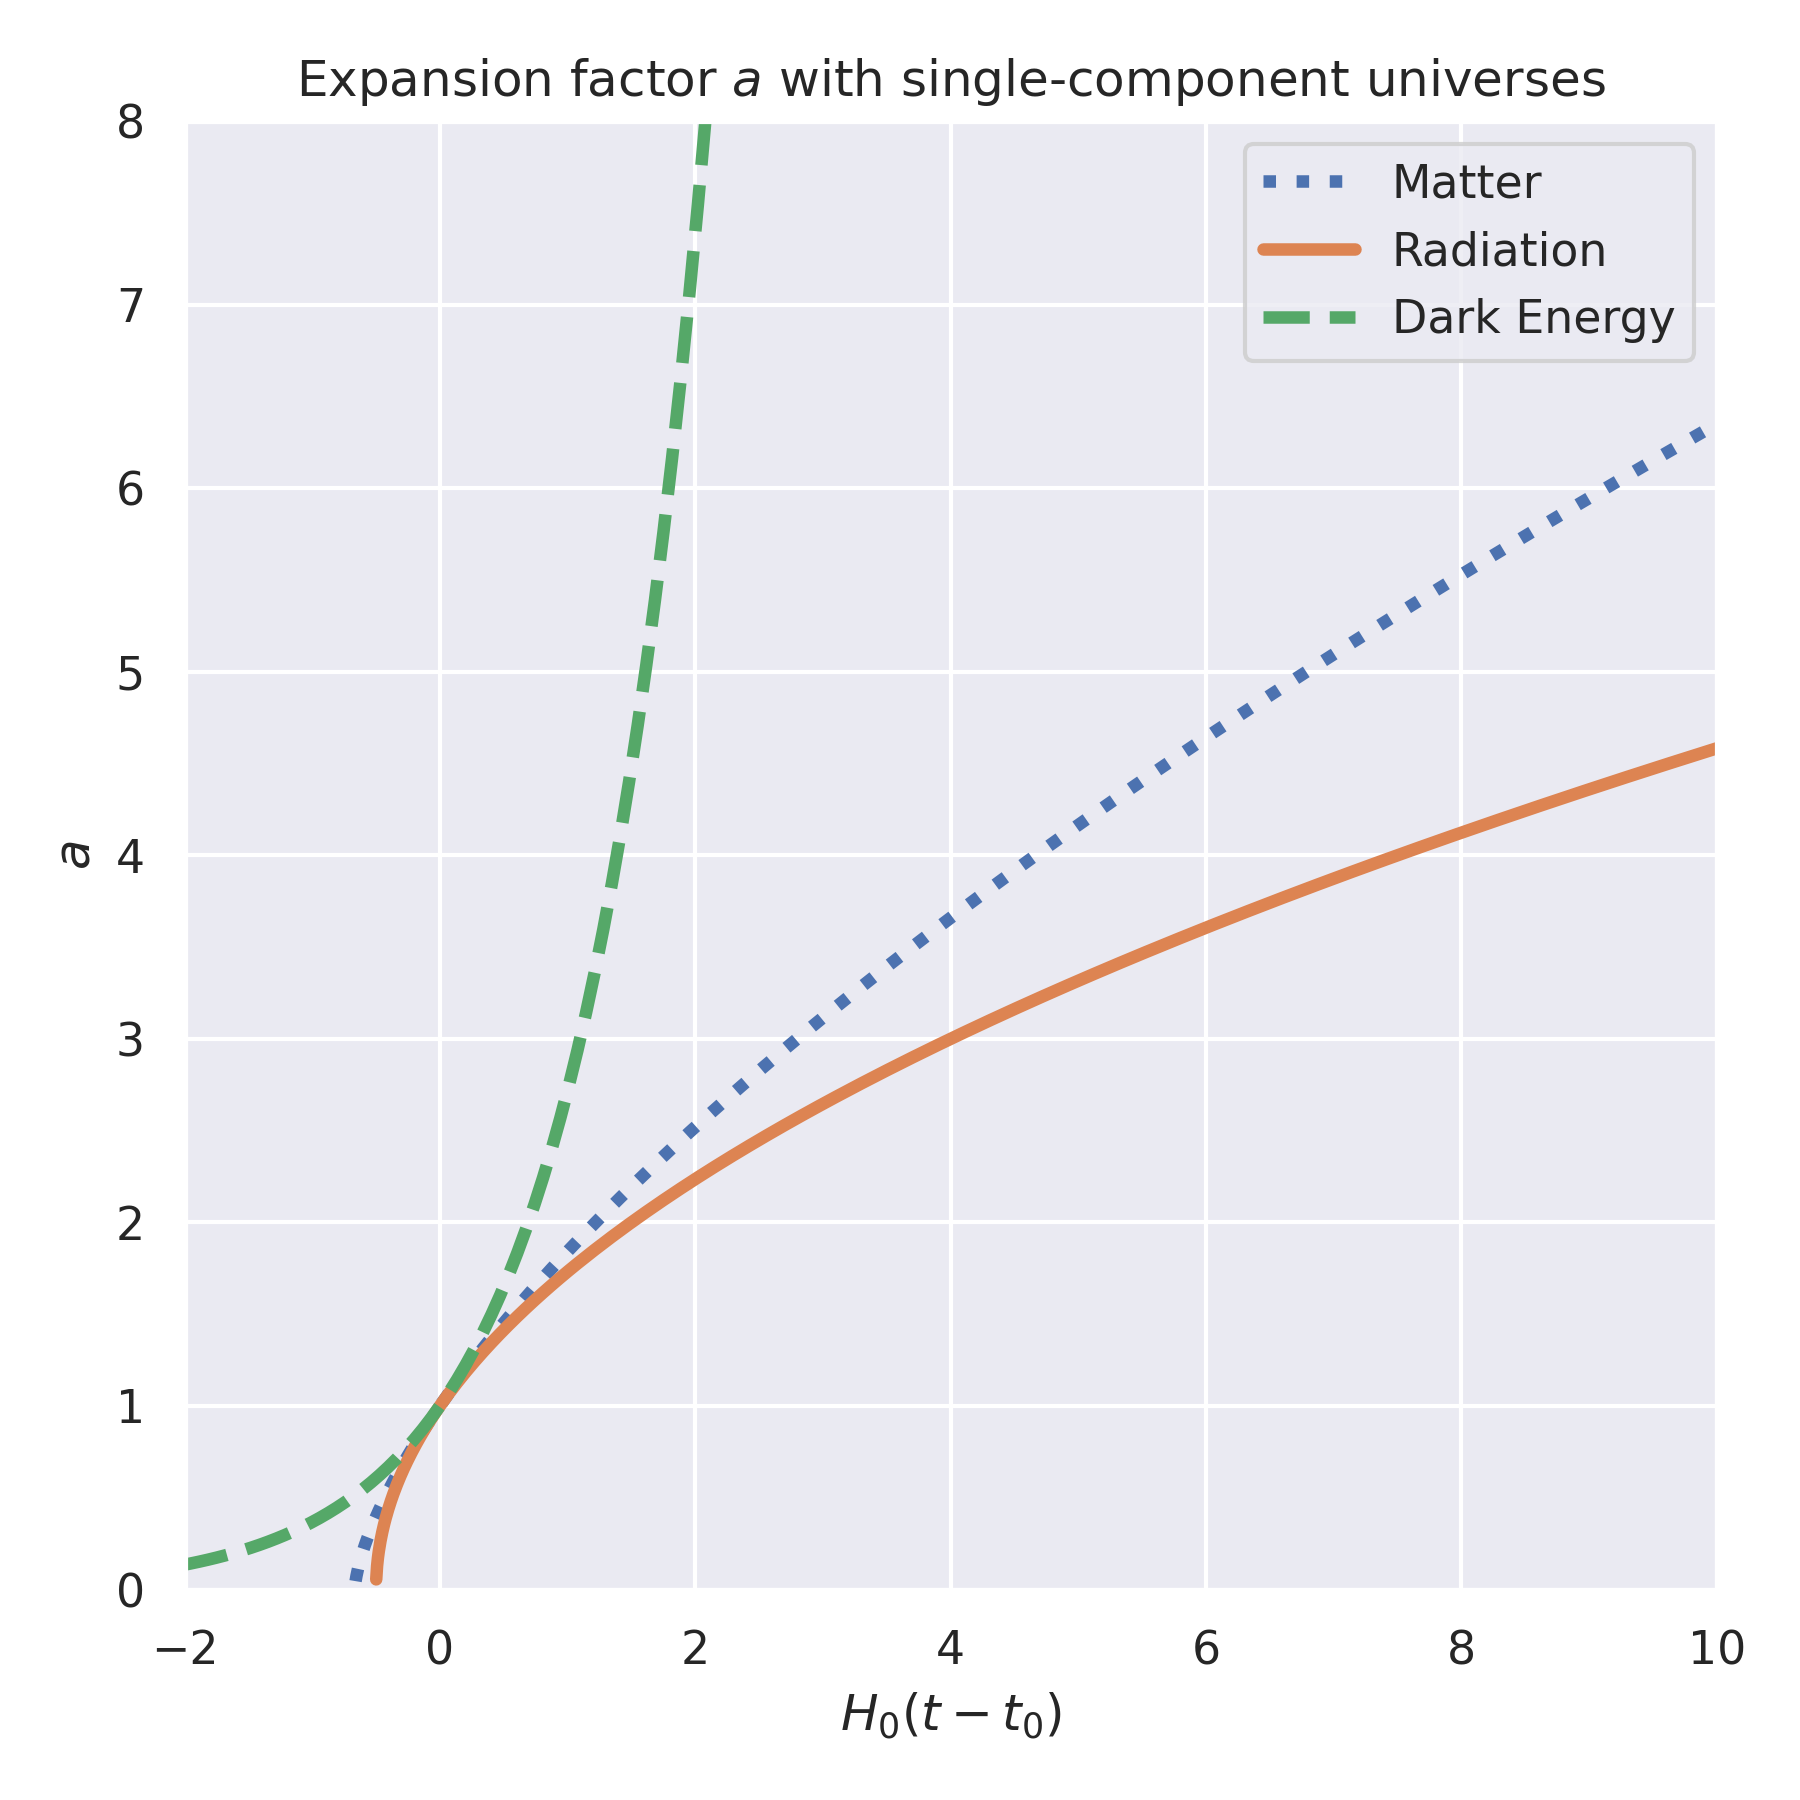 Expansion factor a with single-component universes
8
7
6
5
4
3
2
1
0
a
Matter
Radiation
Dark Energy
−2 0 2 4 6 8 10
H₀(t − t₀)